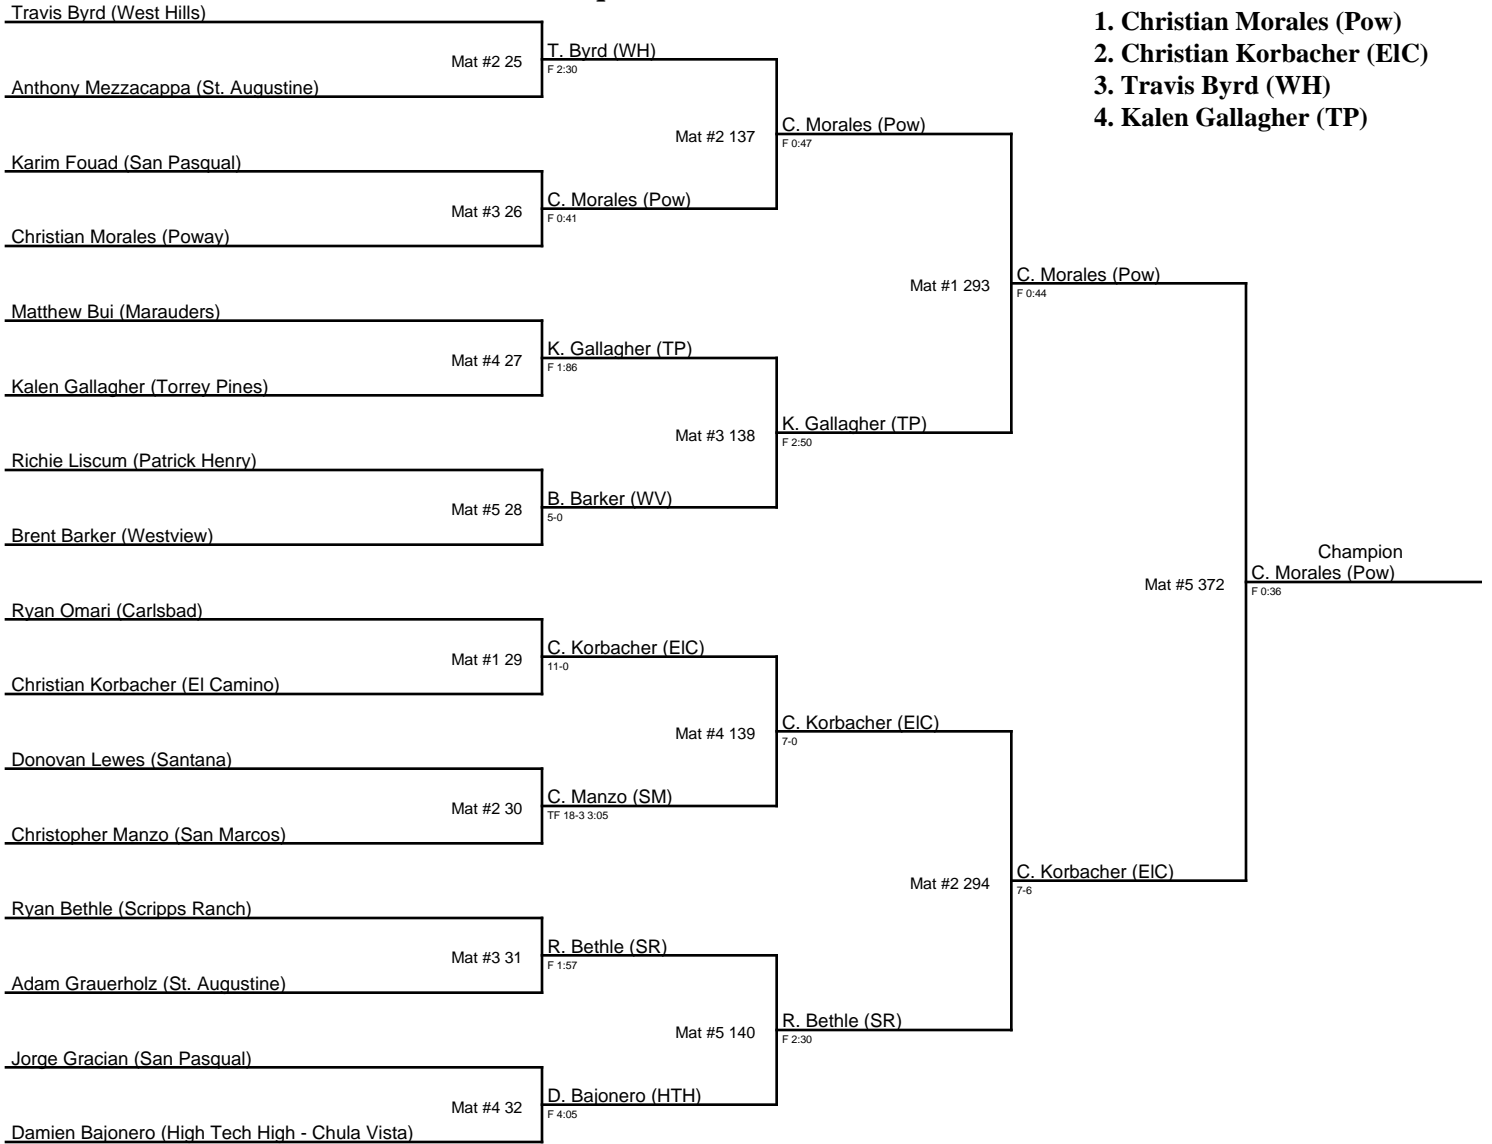 Travis Byrd (West Hills)
Mat #2 25
T. Byrd (WH)
F 2:30
Anthony Mezzacappa (St. Augustine)
Mat #2 137
C. Morales (Pow)
F 0:47
Karim Fouad (San Pasqual)
Mat #3 26
C. Morales (Pow)
F 0:41
Christian Morales (Poway)
Mat #1 293
C. Morales (Pow)
F 0:44
Matthew Bui (Marauders)
Mat #4 27
K. Gallagher (TP)
F 1:86
Kalen Gallagher (Torrey Pines)
Mat #3 138
K. Gallagher (TP)
F 2:50
Richie Liscum (Patrick Henry)
Mat #5 28
B. Barker (WV)
5-0
Brent Barker (Westview)
Mat #5 372
Champion
C. Morales (Pow)
F 0:36
Ryan Omari (Carlsbad)
Mat #1 29
C. Korbacher (ElC)
11-0
Christian Korbacher (El Camino)
Mat #4 139
C. Korbacher (ElC)
7-0
Donovan Lewes (Santana)
Mat #2 30
C. Manzo (SM)
TF 18-3 3:05
Christopher Manzo (San Marcos)
Mat #2 294
C. Korbacher (ElC)
7-6
Ryan Bethle (Scripps Ranch)
Mat #3 31
R. Bethle (SR)
F 1:57
Adam Grauerholz (St. Augustine)
Mat #5 140
R. Bethle (SR)
F 2:30
Jorge Gracian (San Pasqual)
Mat #4 32
D. Bajonero (HTH)
F 4:05
Damien Bajonero (High Tech High - Chula Vista)
1. Christian Morales (Pow)
2. Christian Korbacher (ElC)
3. Travis Byrd (WH)
4. Kalen Gallagher (TP)